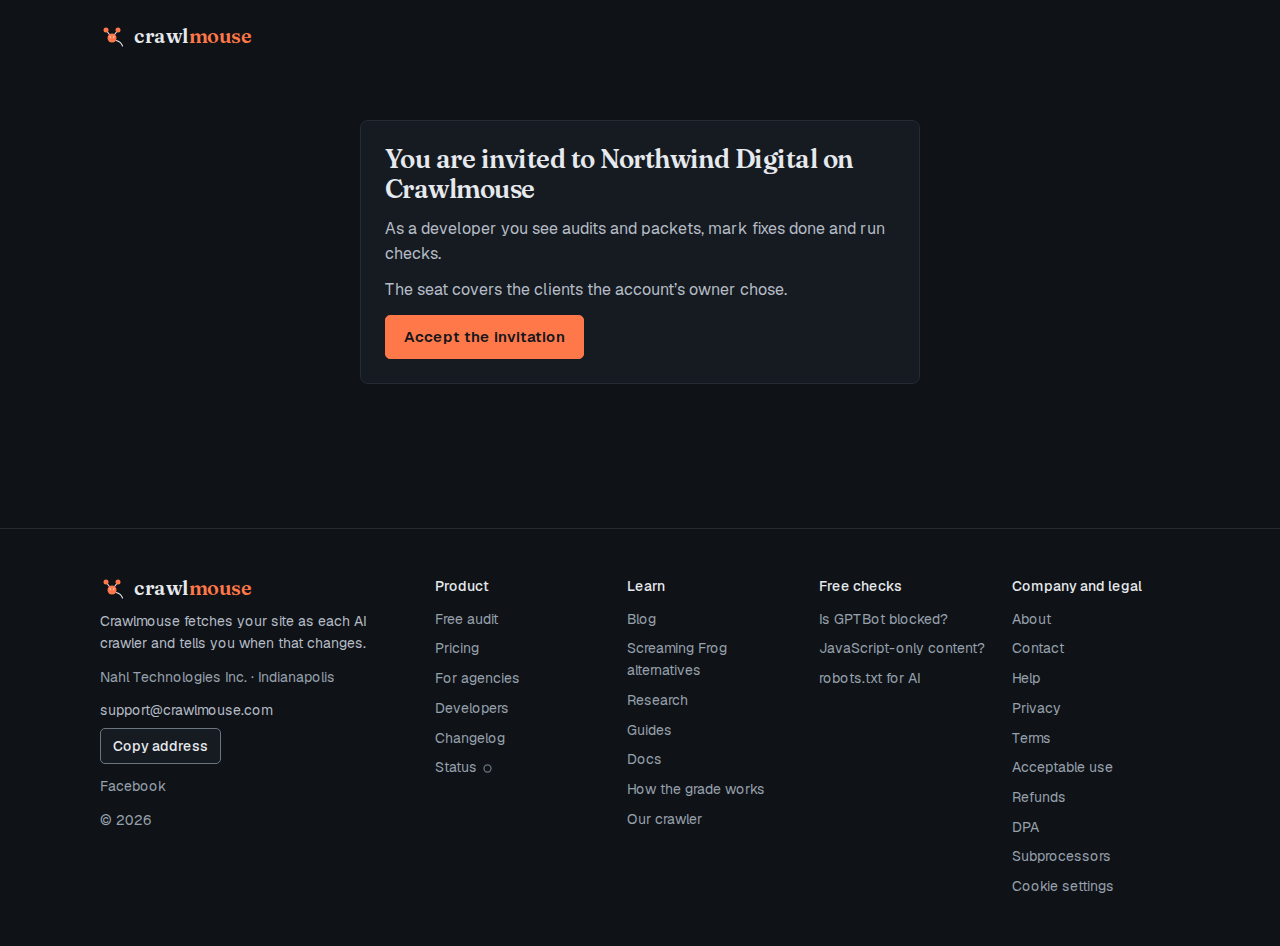 crawlmouse
You are invited to Northwind Digital on
Crawlmouse
As a developer you see audits and packets, mark fixes done and run
checks.
The seat covers the clients the account’s owner chose.
Accept the invitation
crawlmouse
Crawlmouse fetches your site as each AI
crawler and tells you when that changes.
Nahl Technologies Inc. · Indianapolis
support@crawlmouse.com
Copy address
Facebook
© 2026
Product
Free audit
Pricing
For agencies
Developers
Changelog
Status
Learn
Blog
Screaming Frog
alternatives
Research
Guides
Docs
How the grade works
Our crawler
Free checks
Is GPTBot blocked?
JavaScript-only content?
robots.txt for AI
Company and legal
About
Contact
Help
Privacy
Terms
Acceptable use
Refunds
DPA
Subprocessors
Cookie settings